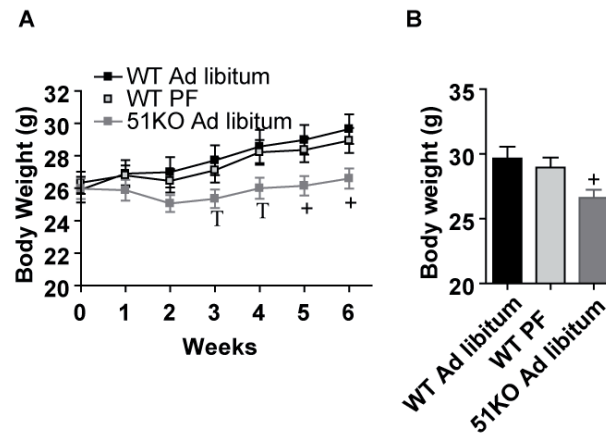 A
B
WT Ad libitum
WT PF
51KO Ad libitum
Body Weight (g)
32
30
28
26
24
22
20
T
T
+
+
0
1
2
3
4
5
6
Weeks
Body weight (g)
40
35
30
25
20
+
WT Ad libitum
WT PF
51KO Ad libitum